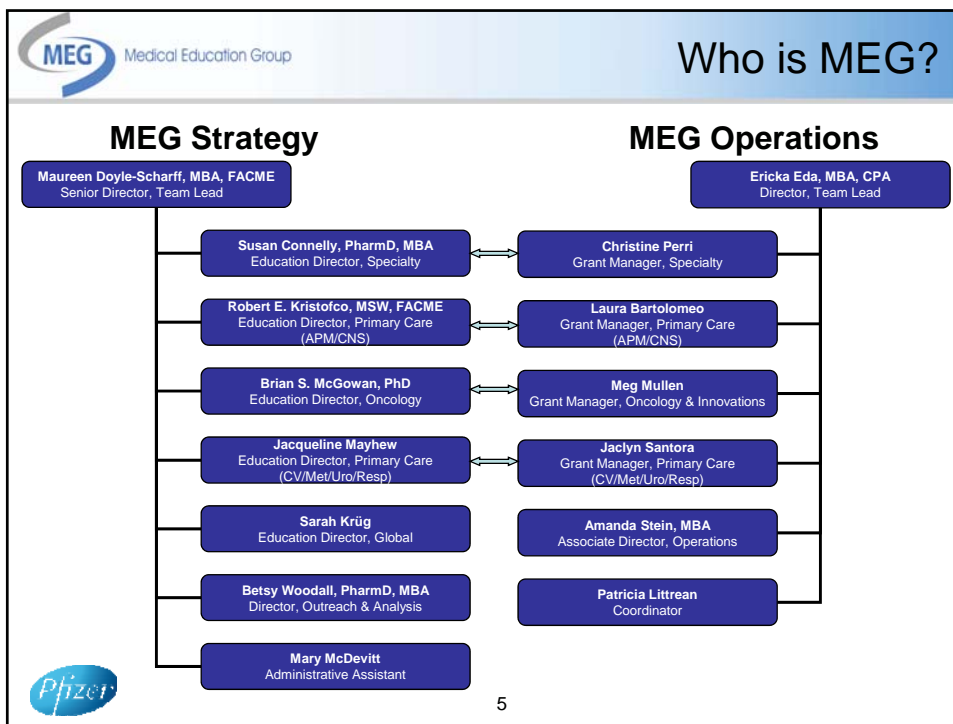 MEG
Medical Education Group
Who is MEG?
MEG Strategy
Maureen Doyle-Scharff, MBA, FACME
Senior Director, Team Lead
Susan Connelly, PharmD, MBA
Education Director, Specialty
Robert E. Kristofco, MSW, FACME
Education Director, Primary Care
(APM/CNS)
Brian S. McGowan, PhD
Education Director, Oncology
Jacqueline Mayhew
Education Director, Primary Care
(CV/Met/Uro/Resp)
Sarah Krüg
Education Director, Global
Betsy Woodall, PharmD, MBA
Director, Outreach & Analysis
Mary McDevitt
Administrative Assistant
MEG Operations
Ericka Eda, MBA, CPA
Director, Team Lead
Christine Perri
Grant Manager, Specialty
Laura Bartolomeo
Grant Manager, Primary Care
(APM/CNS)
Meg Mullen
Grant Manager, Oncology & Innovations
Jaclyn Santora
Grant Manager, Primary Care
(CV/Met/Uro/Resp)
Amanda Stein, MBA
Associate Director, Operations
Patricia Littrean
Coordinator
Pfizer
5